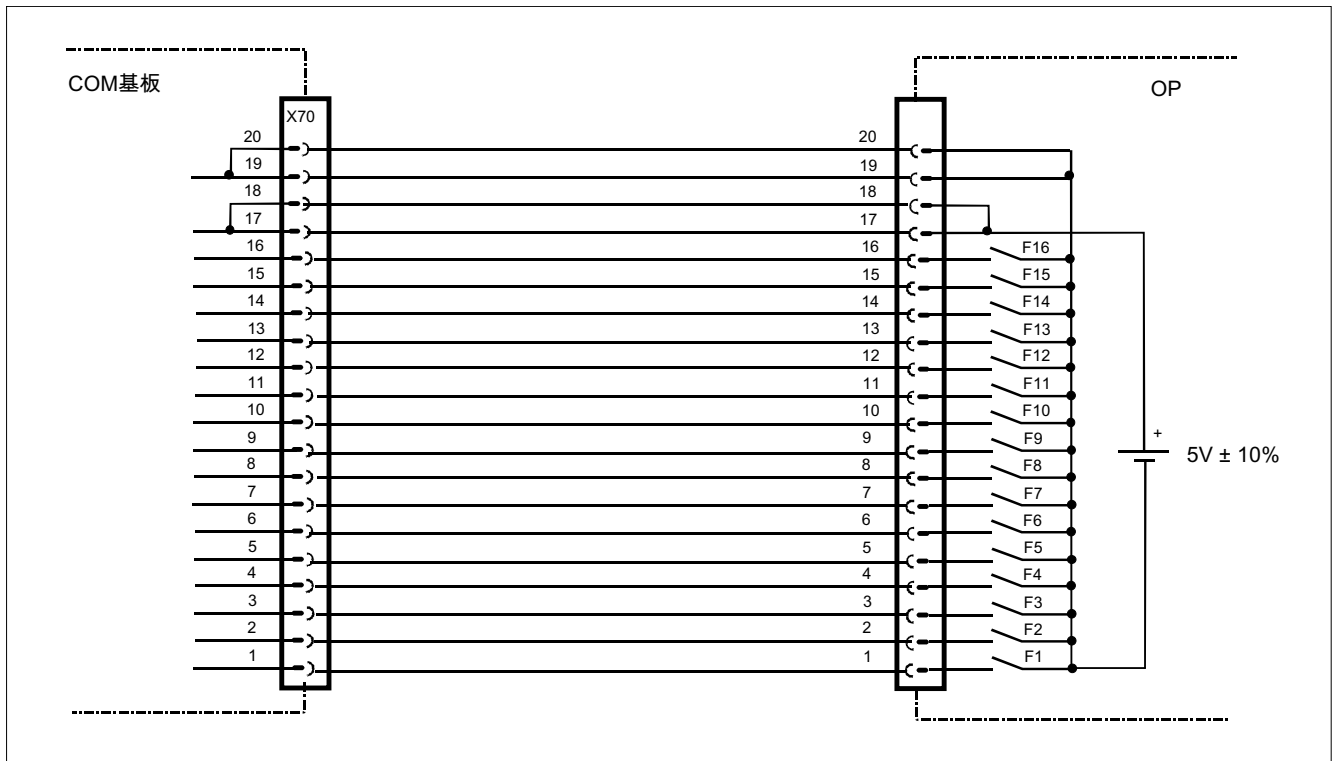 COM基板
OP
X70
20 20
19 19
18 18
17 17
16 16 F16
15 15 F15
14 14 F14
13 13 F13
12 12 F12
11 11 F11
10 10 F10
9 9 F9
+
8 8 F8
5V ± 10%
7 7 F7
6 6 F6
5 5 F5
4 4 F4
3 3 F3
2 2 F2
1 1 F1